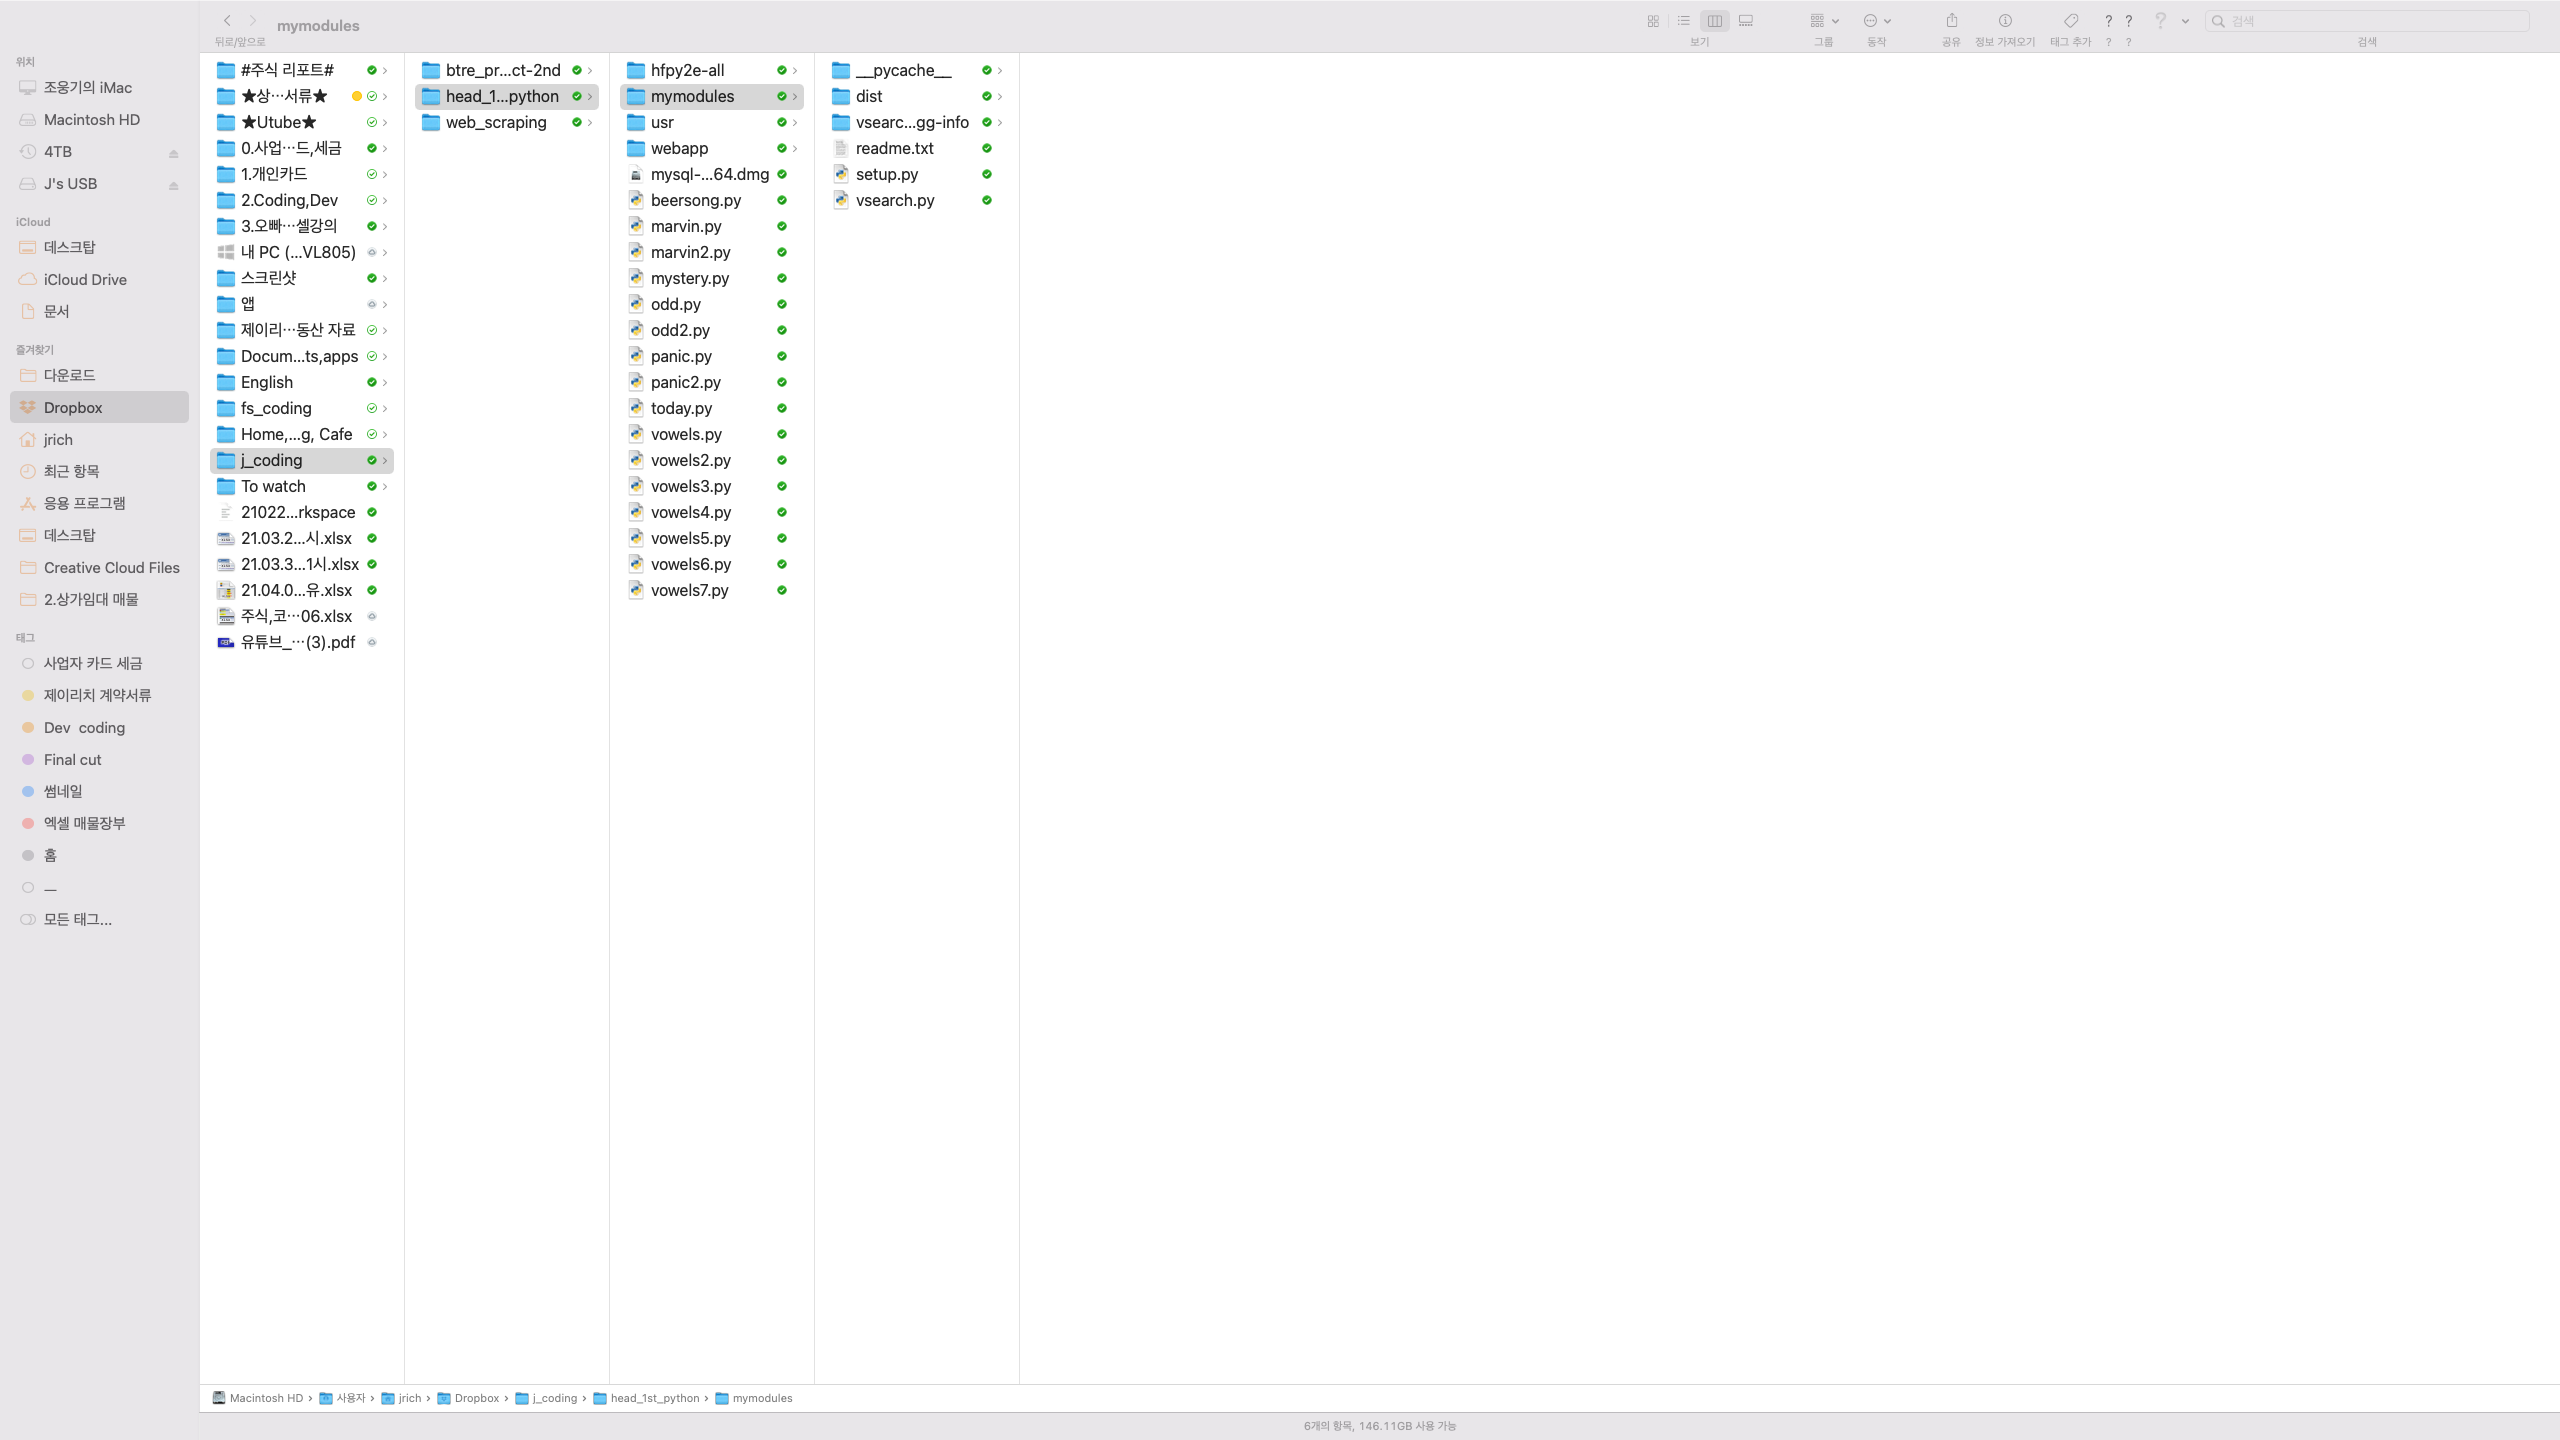 mymodules
뒤로/앞으로
보기
그룹
동작
공유
정보 가져오기
태그 추가
? ?
? ?
?
검색
검색
위치
조웅기의 iMac
Macintosh HD
4TB
J's USB
iCloud
데스크탑
iCloud Drive
문서
즐겨찾기
다운로드
Dropbox
jrich
최근 항목
응용 프로그램
데스크탑
Creative Cloud Files
2.상가임대 매물
태그
사업자 카드 세금
제이리치 계약서류
Dev coding
Final cut
썸네일
엑셀 매물장부
홈
ㅡ
모든 태그...
#주식 리포트#
★상…서류★
★Utube★
0.사업…드,세금
1.개인카드
2.Coding,Dev
3.오빠…셀강의
내 PC (...VL805)
스크린샷
앱
제이리…동산 자료
Docum...ts,apps
English
fs_coding
Home,...g, Cafe
j_coding
To watch
21022...rkspace
21.03.2...시.xlsx
21.03.3...1시.xlsx
21.04.0...유.xlsx
주식,코…06.xlsx
유튜브_…(3).pdf
btre_pr...ct-2nd
head_1...python
web_scraping
hfpy2e-all
mymodules
usr
webapp
mysql-...64.dmg
beersong.py
marvin.py
marvin2.py
mystery.py
odd.py
odd2.py
panic.py
panic2.py
today.py
vowels.py
vowels2.py
vowels3.py
vowels4.py
vowels5.py
vowels6.py
vowels7.py
__pycache__
dist
vsearc...gg-info
readme.txt
setup.py
vsearch.py
Macintosh HD › 사용자 › jrich › Dropbox › j_coding › head_1st_python › mymodules
6개의 항목, 146.11GB 사용 가능